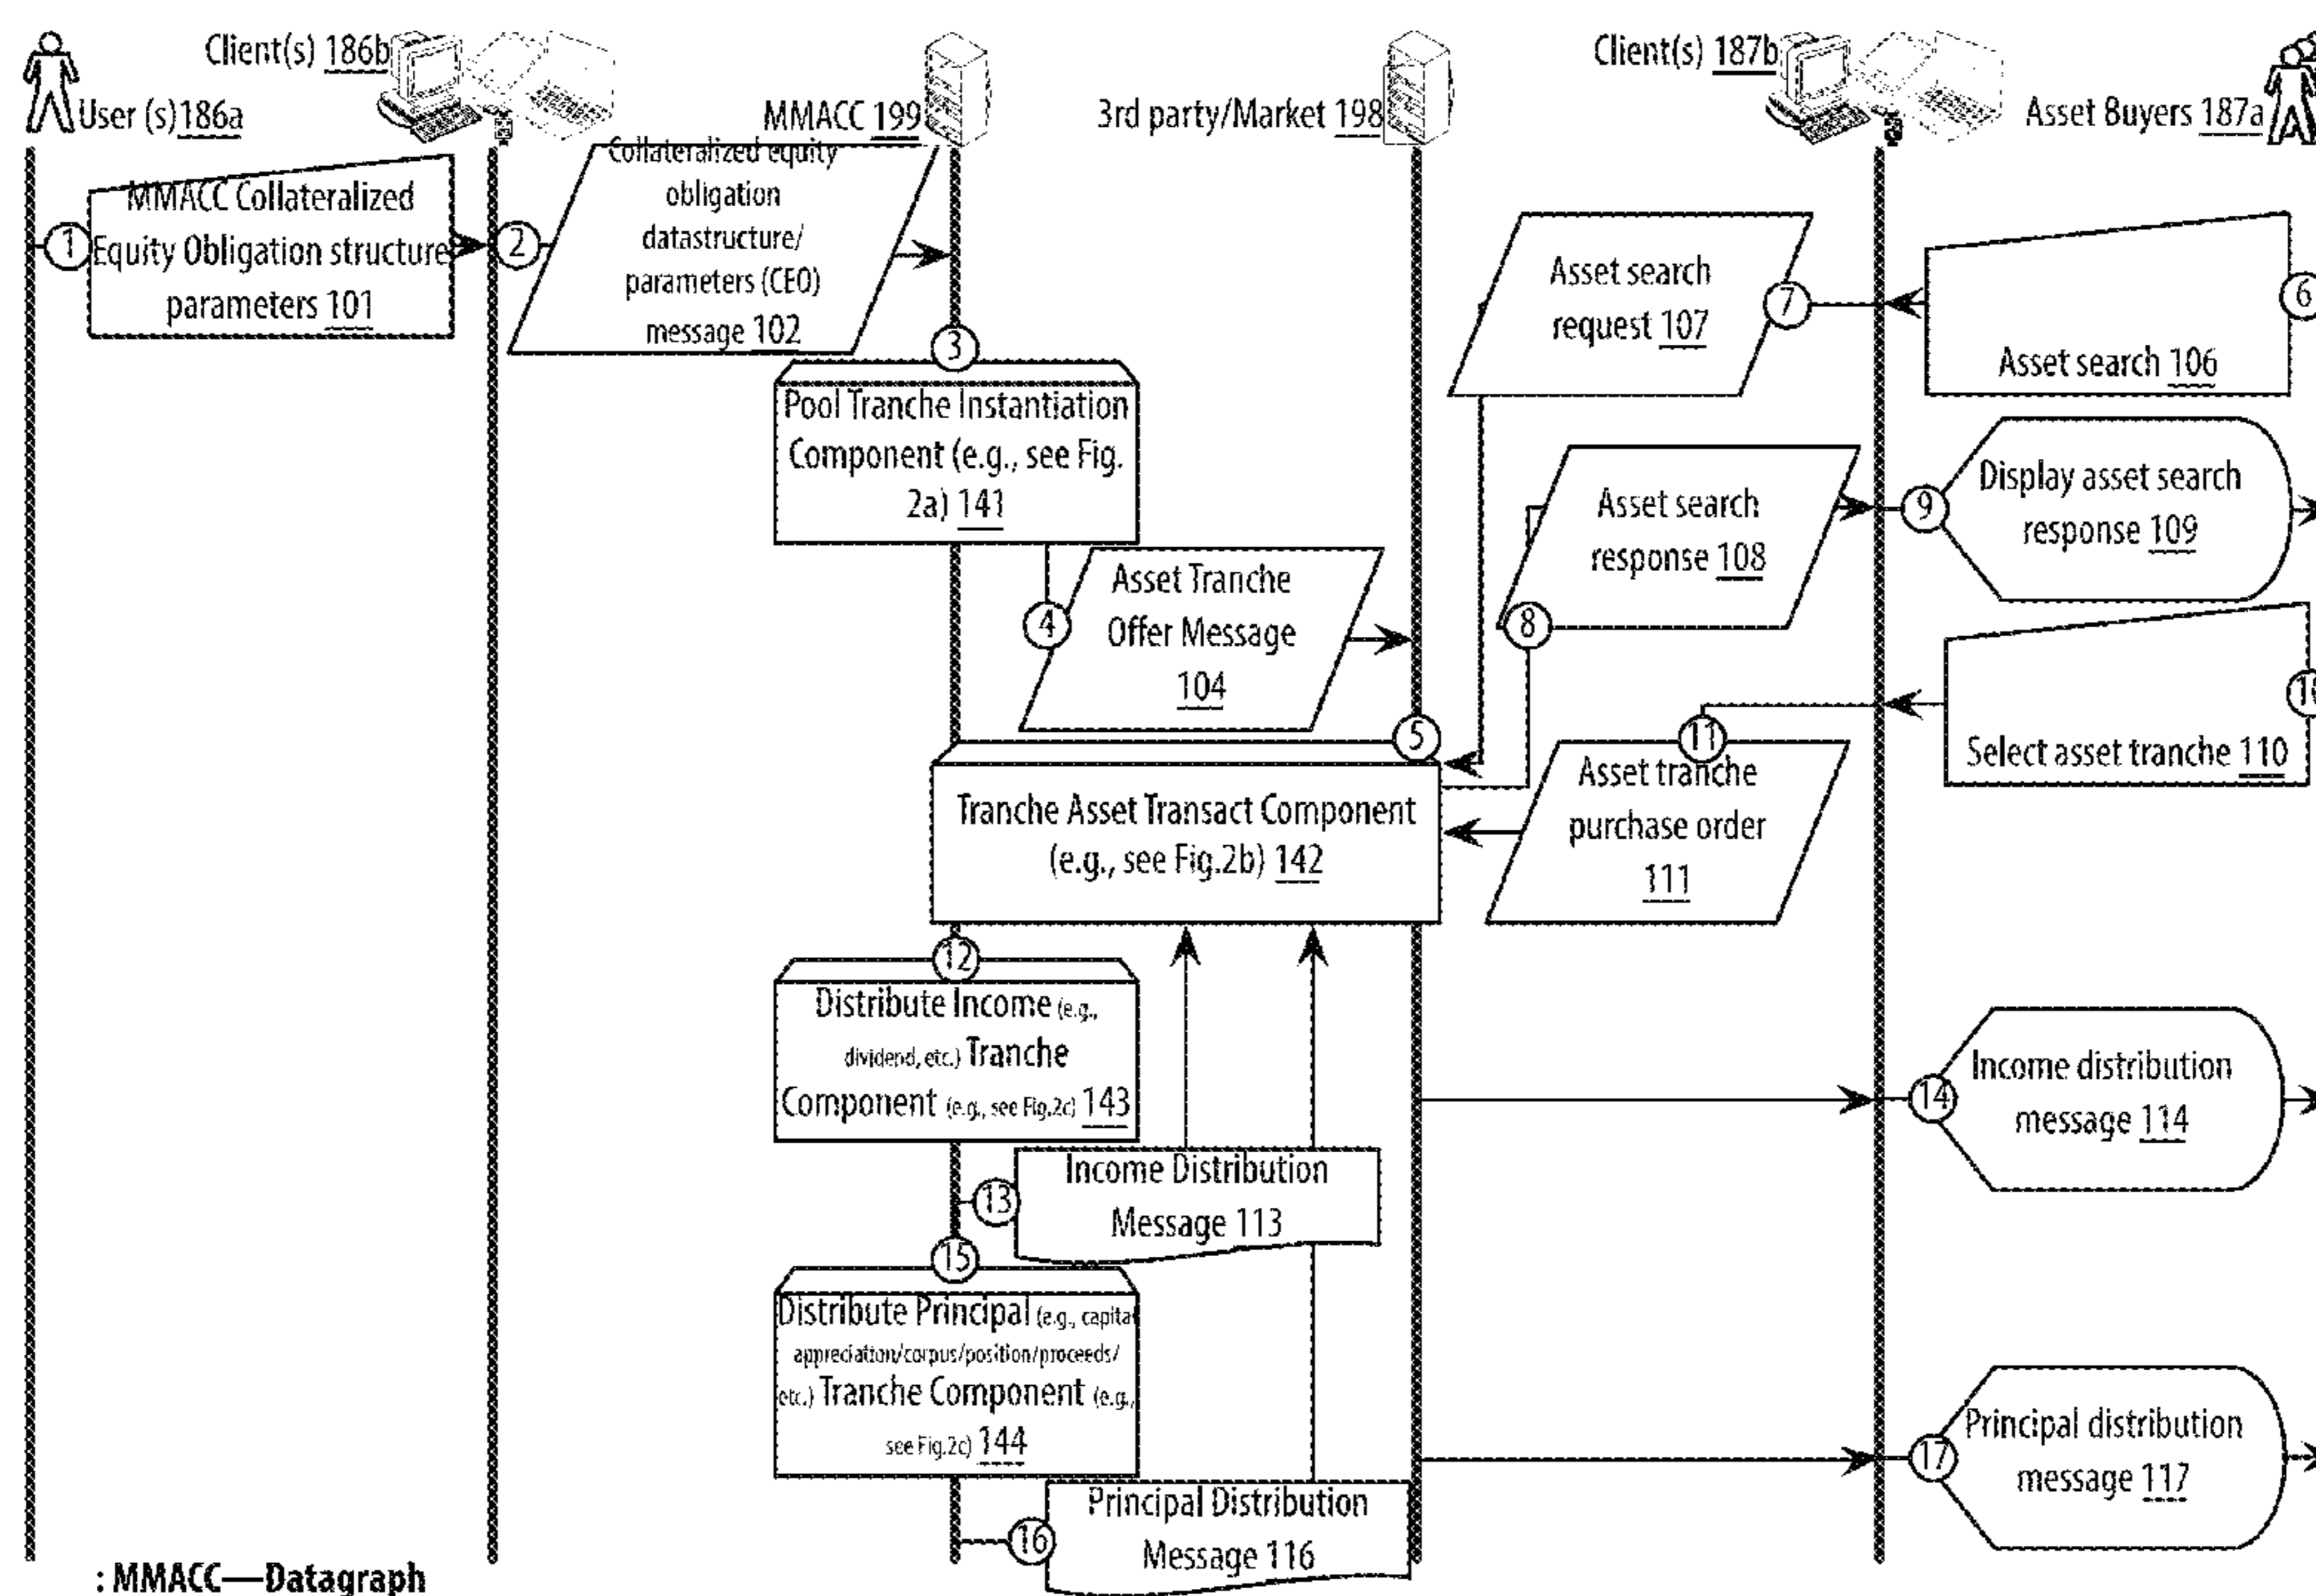 User (s)186a
Client(s) 186b
MMACC 199
3rd party/Market 198
Client(s) 187b
Asset Buyers 187a
1
MMACC Collateralized
Equity Obligation structure
parameters 101
2
Collateralized equity
obligation
datastructure/
parameters (CEO)
message 102
3
Pool Tranche Instantiation
Component (e.g., see Fig.
2a) 141
4
Asset Tranche
Offer Message
104
5
Tranche Asset Transact Component
(e.g., see Fig.2b) 142
6
Asset search 106
7
Asset search
request 107
8
Asset search
response 108
9
Display asset search
response 109
Select asset tranche 110
11
Asset tranche
purchase order
111
12
Distribute Income (e.g.,
dividend, etc.) Tranche
Component (e.g., see Fig.2c) 143
13
Income Distribution
Message 113
14
Income distribution
message 114
15
Distribute Principal (e.g., capital
appreciation/corpus/position/proceeds/
etc.) Tranche Component (e.g.,
see Fig.2c) 144
16
Principal Distribution
Message 116
17
Principal distribution
message 117
: MMACC—Datagraph